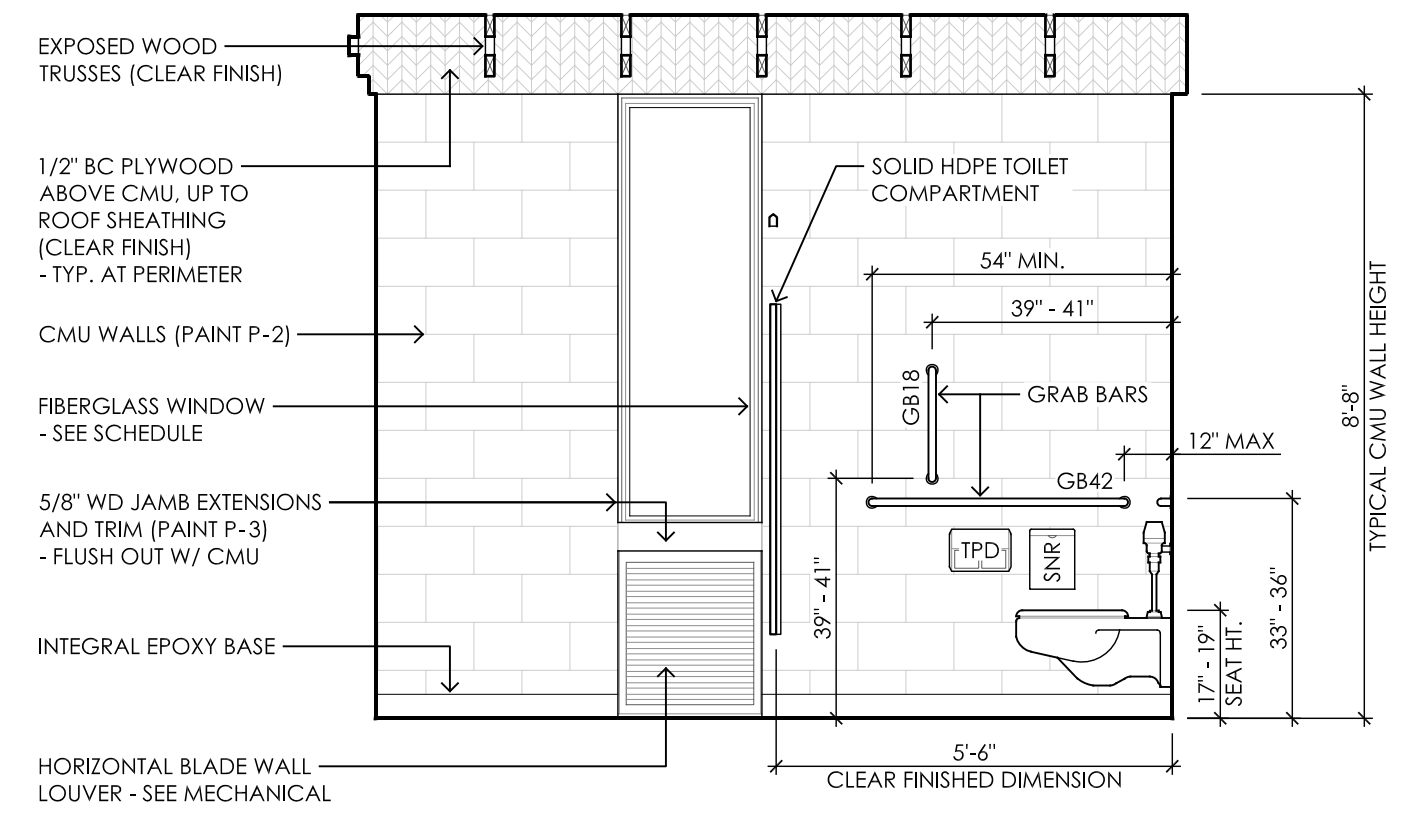 EXPOSED WOOD
TRUSSES (CLEAR FINISH)
1/2" BC PLYWOOD
ABOVE CMU, UP TO
ROOF SHEATHING
(CLEAR FINISH)
- TYP. AT PERIMETER
CMU WALLS (PAINT P-2)
FIBERGLASS WINDOW
- SEE SCHEDULE
5/8" WD JAMB EXTENSIONS
AND TRIM (PAINT P-3)
- FLUSH OUT W/ CMU
INTEGRAL EPOXY BASE
HORIZONTAL BLADE WALL
LOUVER - SEE MECHANICAL
SOLID HDPE TOILET
COMPARTMENT
54" MIN.
39" - 41"
GB18
GRAB BARS
12" MAX
GB42
TPD
SNR
39" - 41"
17" - 19"
SEAT HT.
33" - 36"
8'-8"
TYPICAL CMU WALL HEIGHT
5'-6"
CLEAR FINISHED DIMENSION